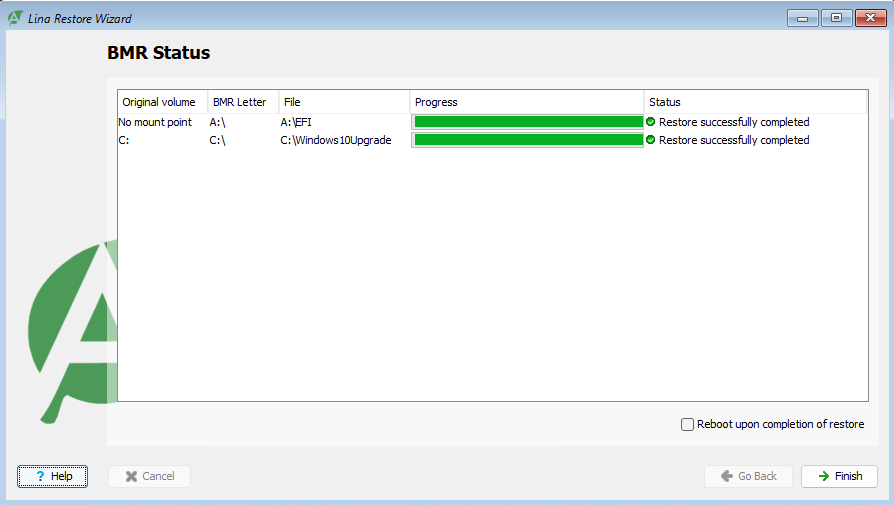 Lina Restore Wizard
BMR Status
Original volume BMR Letter File Progress Status
No mount point A:\ A:\EFI Restore successfully completed
C: C:\ C:\Windows10Upgrade Restore successfully completed
Reboot upon completion of restore
? Help Cancel Go Back Finish